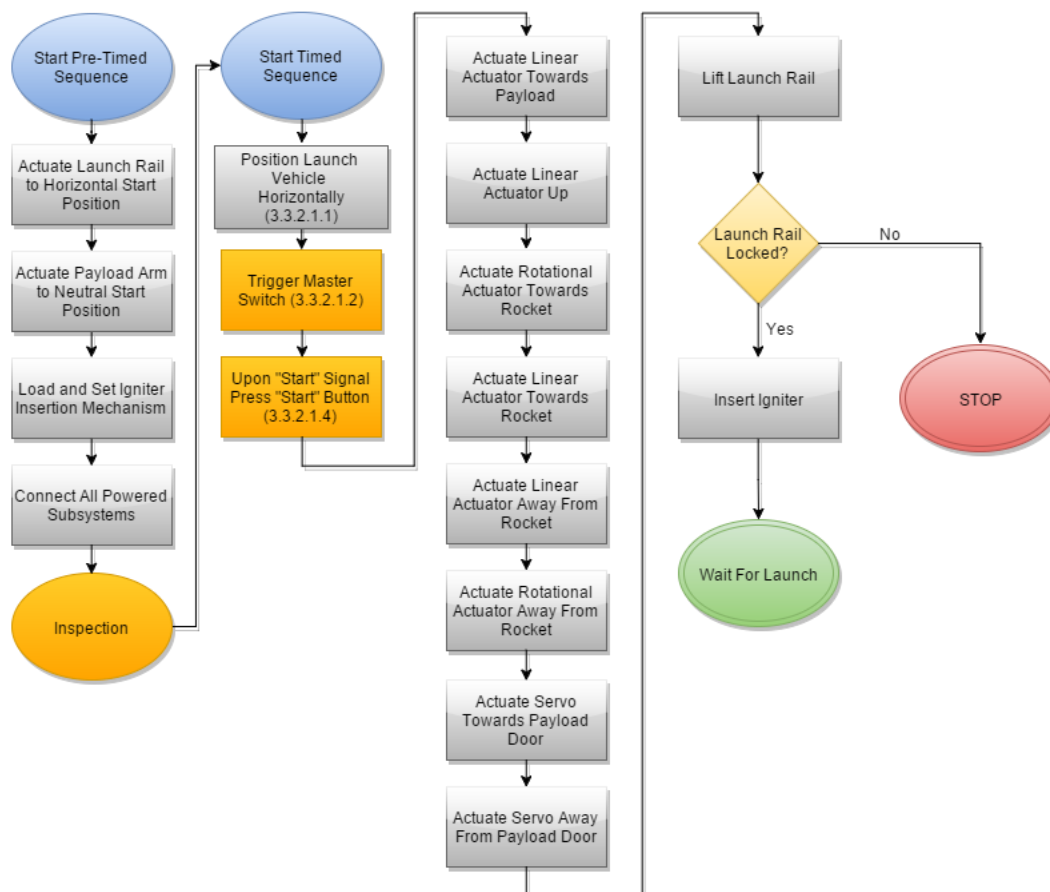 Start Pre-Timed
Sequence
Actuate Launch Rail
to Horizontal Start
Position
Actuate Payload Arm
to Neutral Start
Position
Load and Set Igniter
Insertion Mechanism
Connect All Powered
Subsystems
Inspection
Start Timed
Sequence
Position Launch
Vehicle
Horizontally
(3.3.2.1.1)
Trigger Master
Switch (3.3.2.1.2)
Upon "Start" Signal
Press "Start" Button
(3.3.2.1.4)
Actuate Linear
Actuator Towards
Payload
Actuate Linear
Actuator Up
Actuate Rotational
Actuator Towards
Rocket
Actuate Linear
Actuator Towards
Rocket
Actuate Linear
Actuator Away From
Rocket
Actuate Rotational
Actuator Away From
Rocket
Actuate Servo
Towards Payload
Door
Actuate Servo Away
From Payload Door
Lift Launch Rail
Launch Rail
Locked?
No
Yes
Insert Igniter
STOP
Wait For Launch